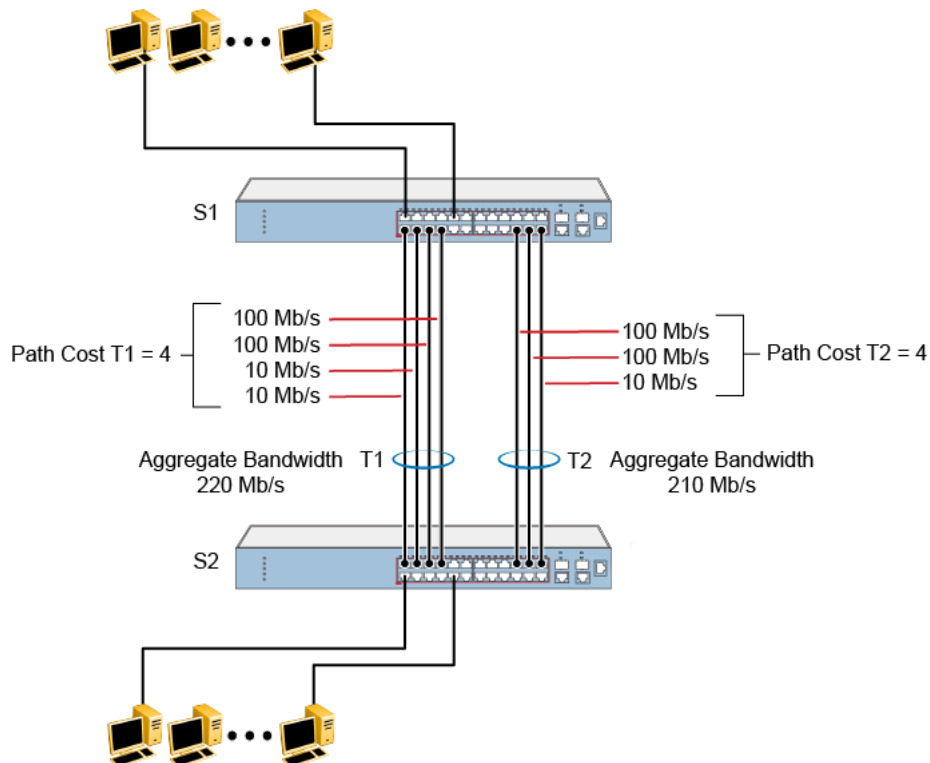 S1
100 Mb/s
100 Mb/s
10 Mb/s
10 Mb/s
Path Cost T1 = 4
100 Mb/s
100 Mb/s
10 Mb/s
Path Cost T2 = 4
Aggregate Bandwidth
220 Mb/s
T1
T2
Aggregate Bandwidth
210 Mb/s
S2